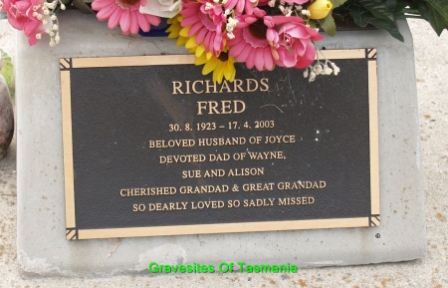 RICHARDS
FRED
30. 8. 1923 – 17. 4. 2003
BELOVED HUSBAND OF JOYCE
DEVOTED DAD OF WAYNE,
SUE AND ALISON
CHERISHED GRANDAD & GREAT GRANDAD
SO DEARLY LOVED SO SADLY MISSED
Gravesites Of Tasmania